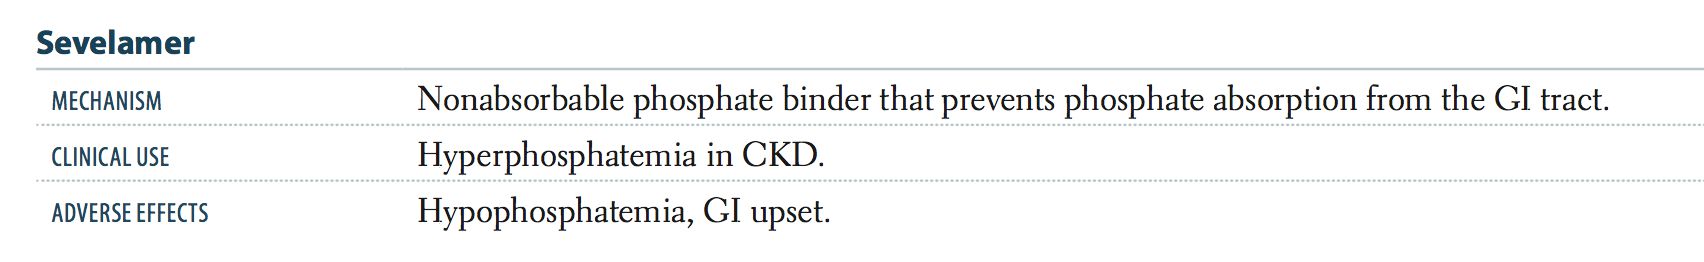 Sevelamer
MECHANISM Nonabsorbable phosphate binder that prevents phosphate absorption from the GI tract.
CLINICAL USE Hyperphosphatemia in CKD.
ADVERSE EFFECTS Hypophosphatemia, GI upset.